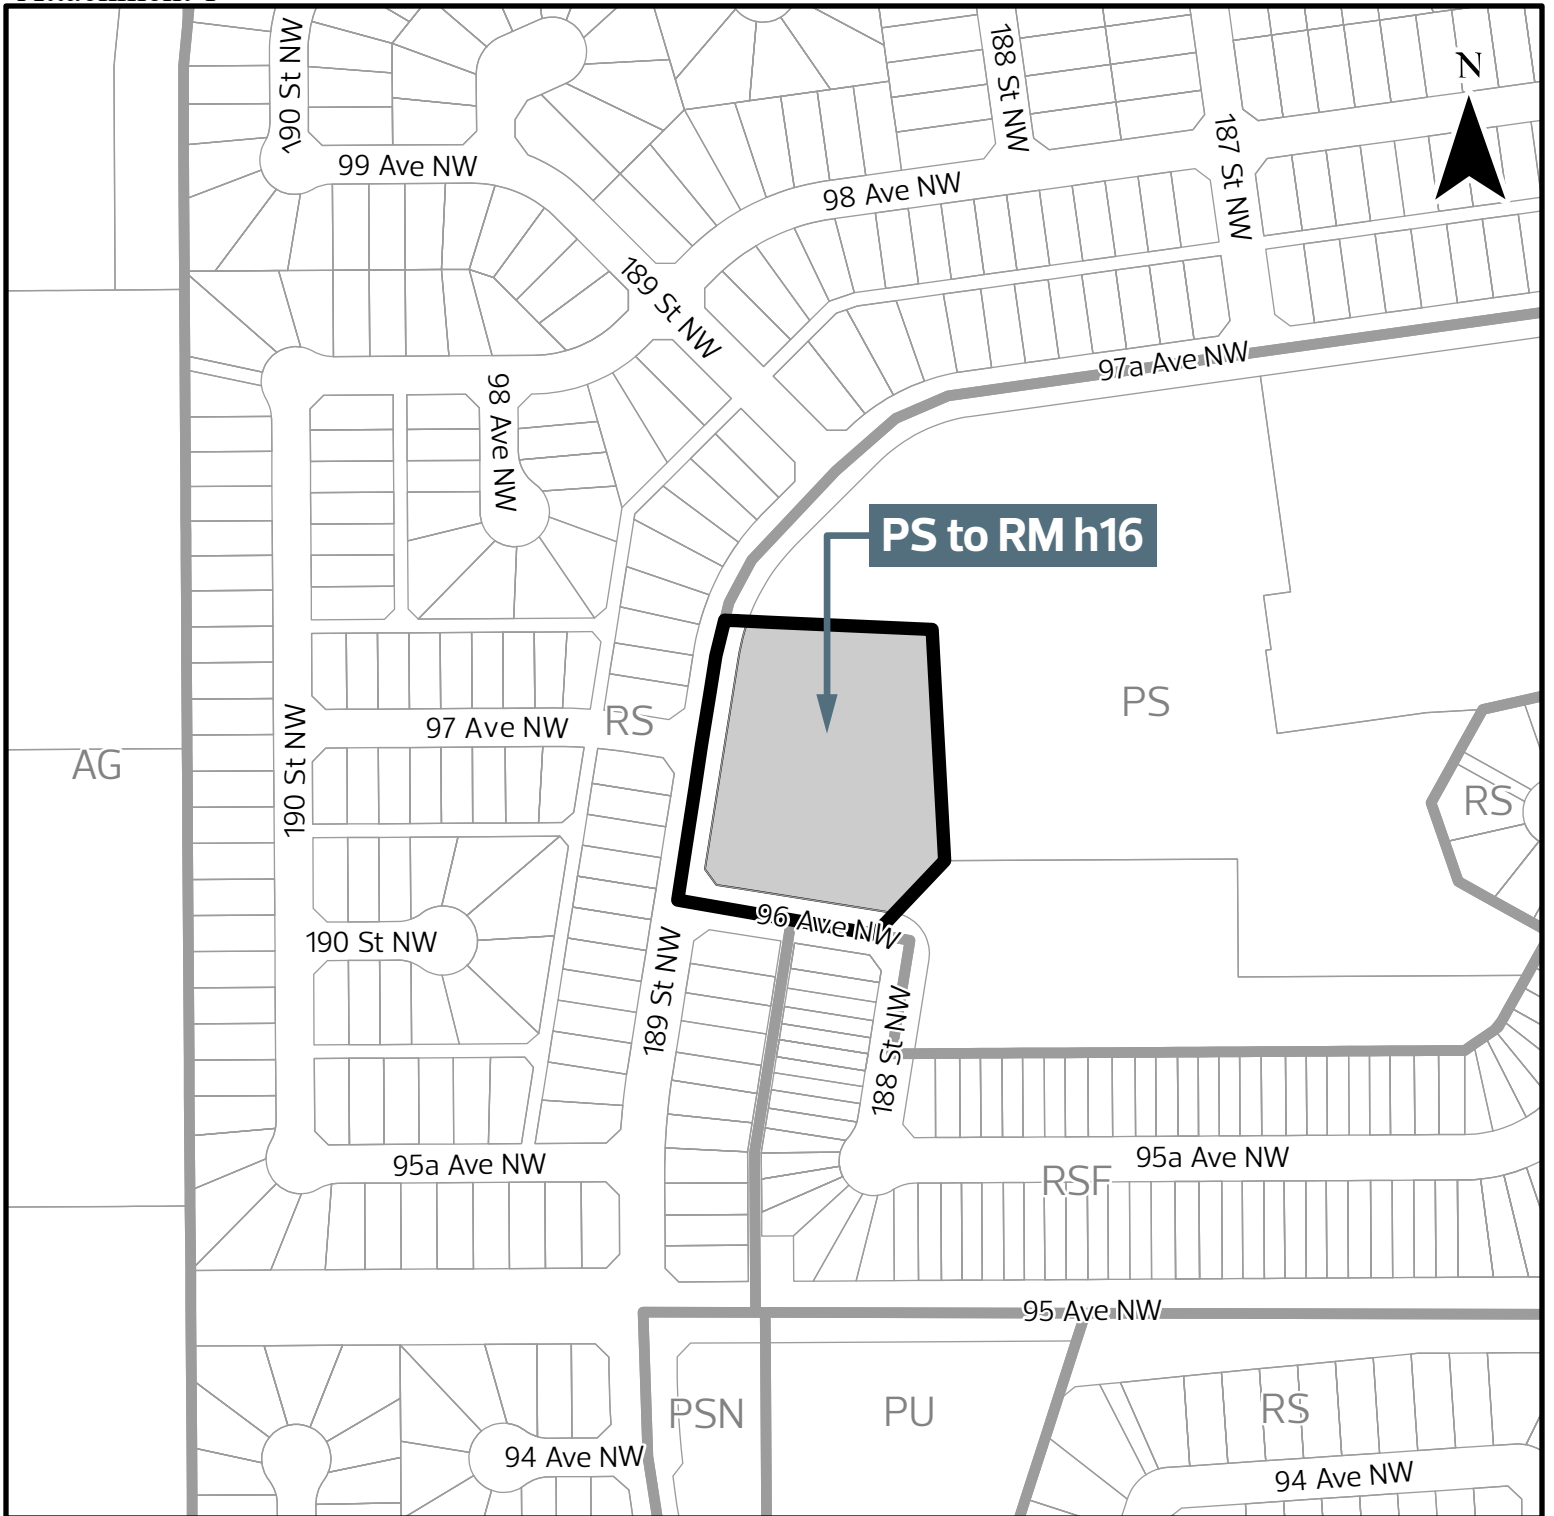 190 St NW
188 St NW
N
187 St NW
99 Ave NW
98 Ave NW
189 St NW
97a Ave NW
98 Ave NW
PS to RM h16
PS
190 St NW
97 Ave NW
RS
AG
RS
96 Ave NW
190 St NW
189 St NW
188 St NW
95a Ave NW
95a Ave NW
RSF
95 Ave NW
PSN
PU
RS
94 Ave NW
94 Ave NW